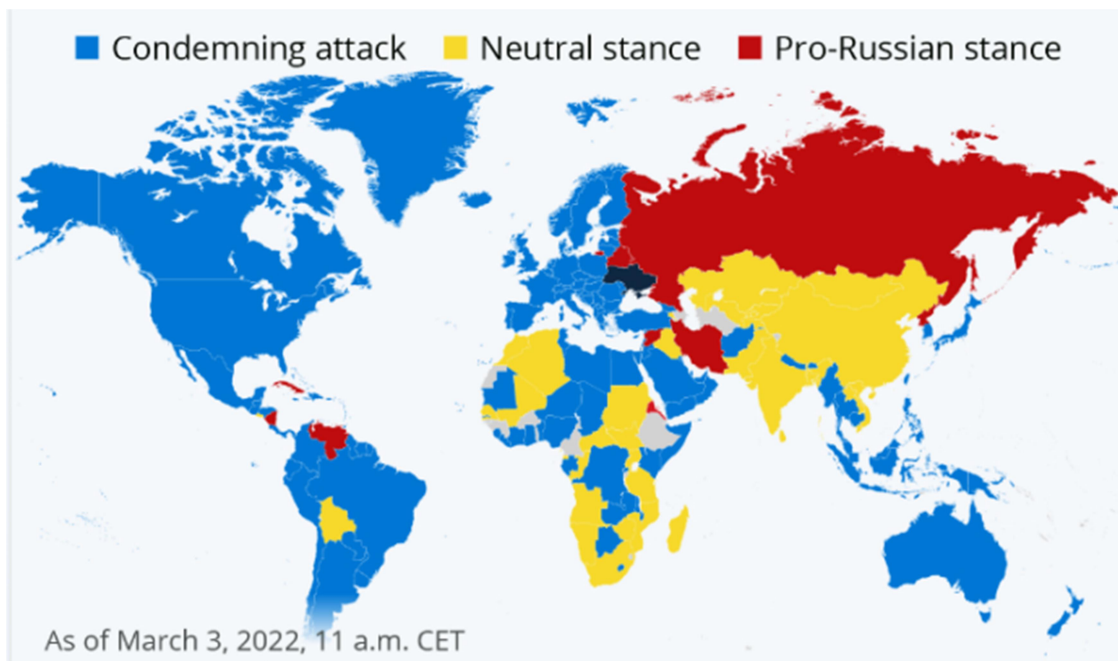 Condemning attack Neutral stance Pro-Russian stance
As of March 3, 2022, 11 a.m. CET